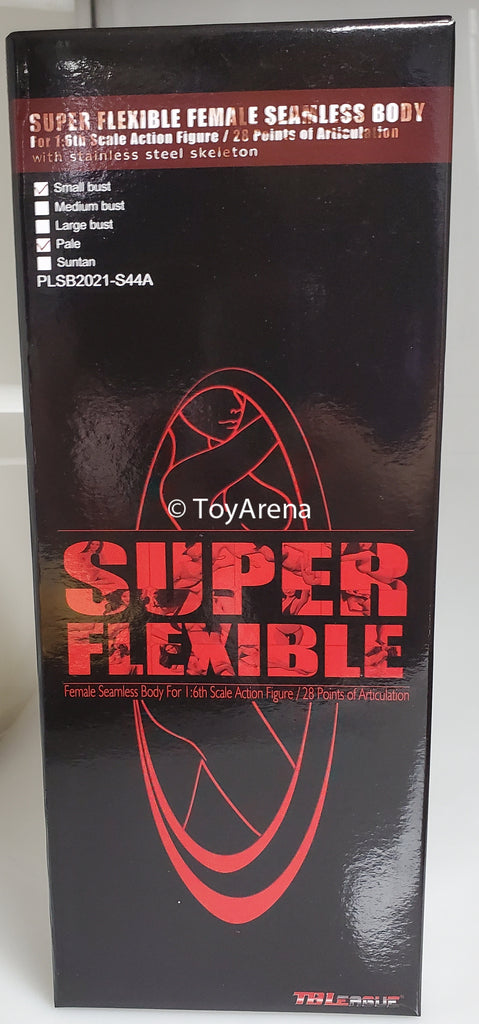 SUPER FLEXIBLE FEMALE SEAMLESS BODY
For 1:6th Scale Action Figure / 28 Points of Articulation
with stainless steel skeleton
Small bust
Medium bust
Large bust
Pale
Suntan
PLSB2021-S44A
© ToyArena
SUPER
FLEXIBLE
Female Seamless Body For 1:6th Scale Action Figure / 28 Points of Articulation
TBLEAGUE